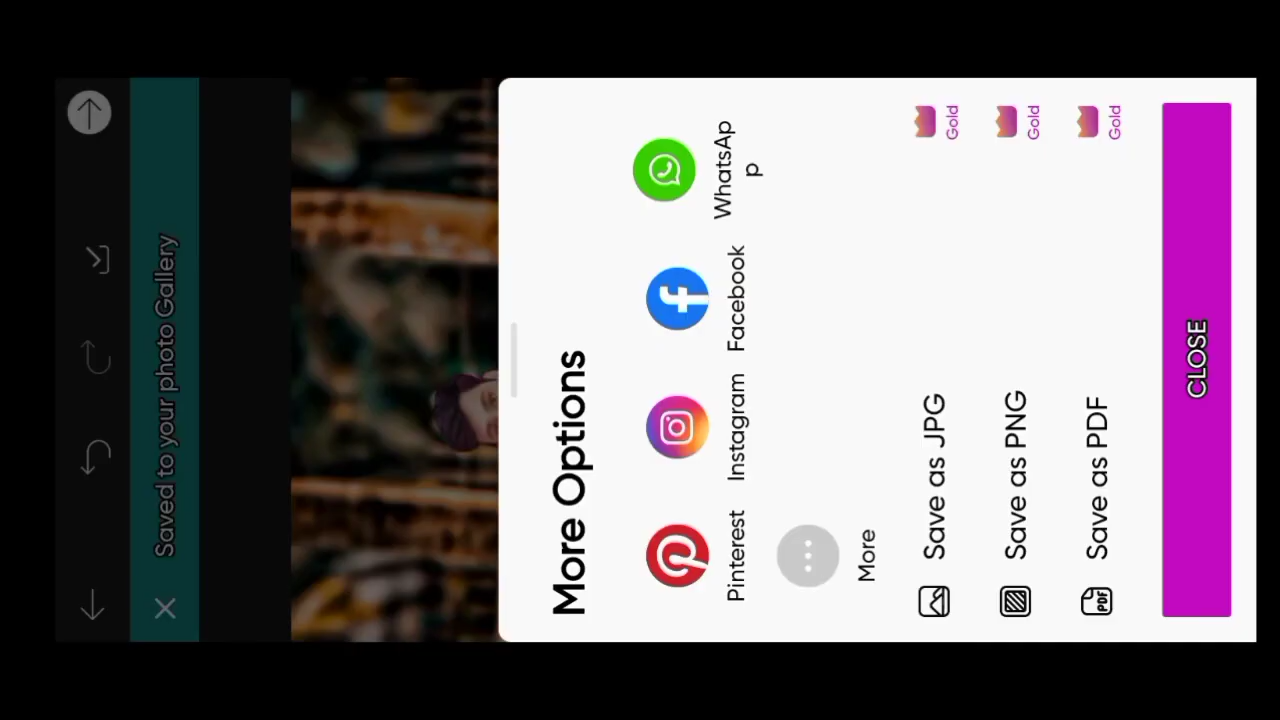 Saved to your photo Gallery
More Options
Pinterest
Instagram
Facebook
WhatsAp
p
More
Save as JPG
Gold
Save as PNG
Gold
PDF
Save as PDF
Gold
CLOSE